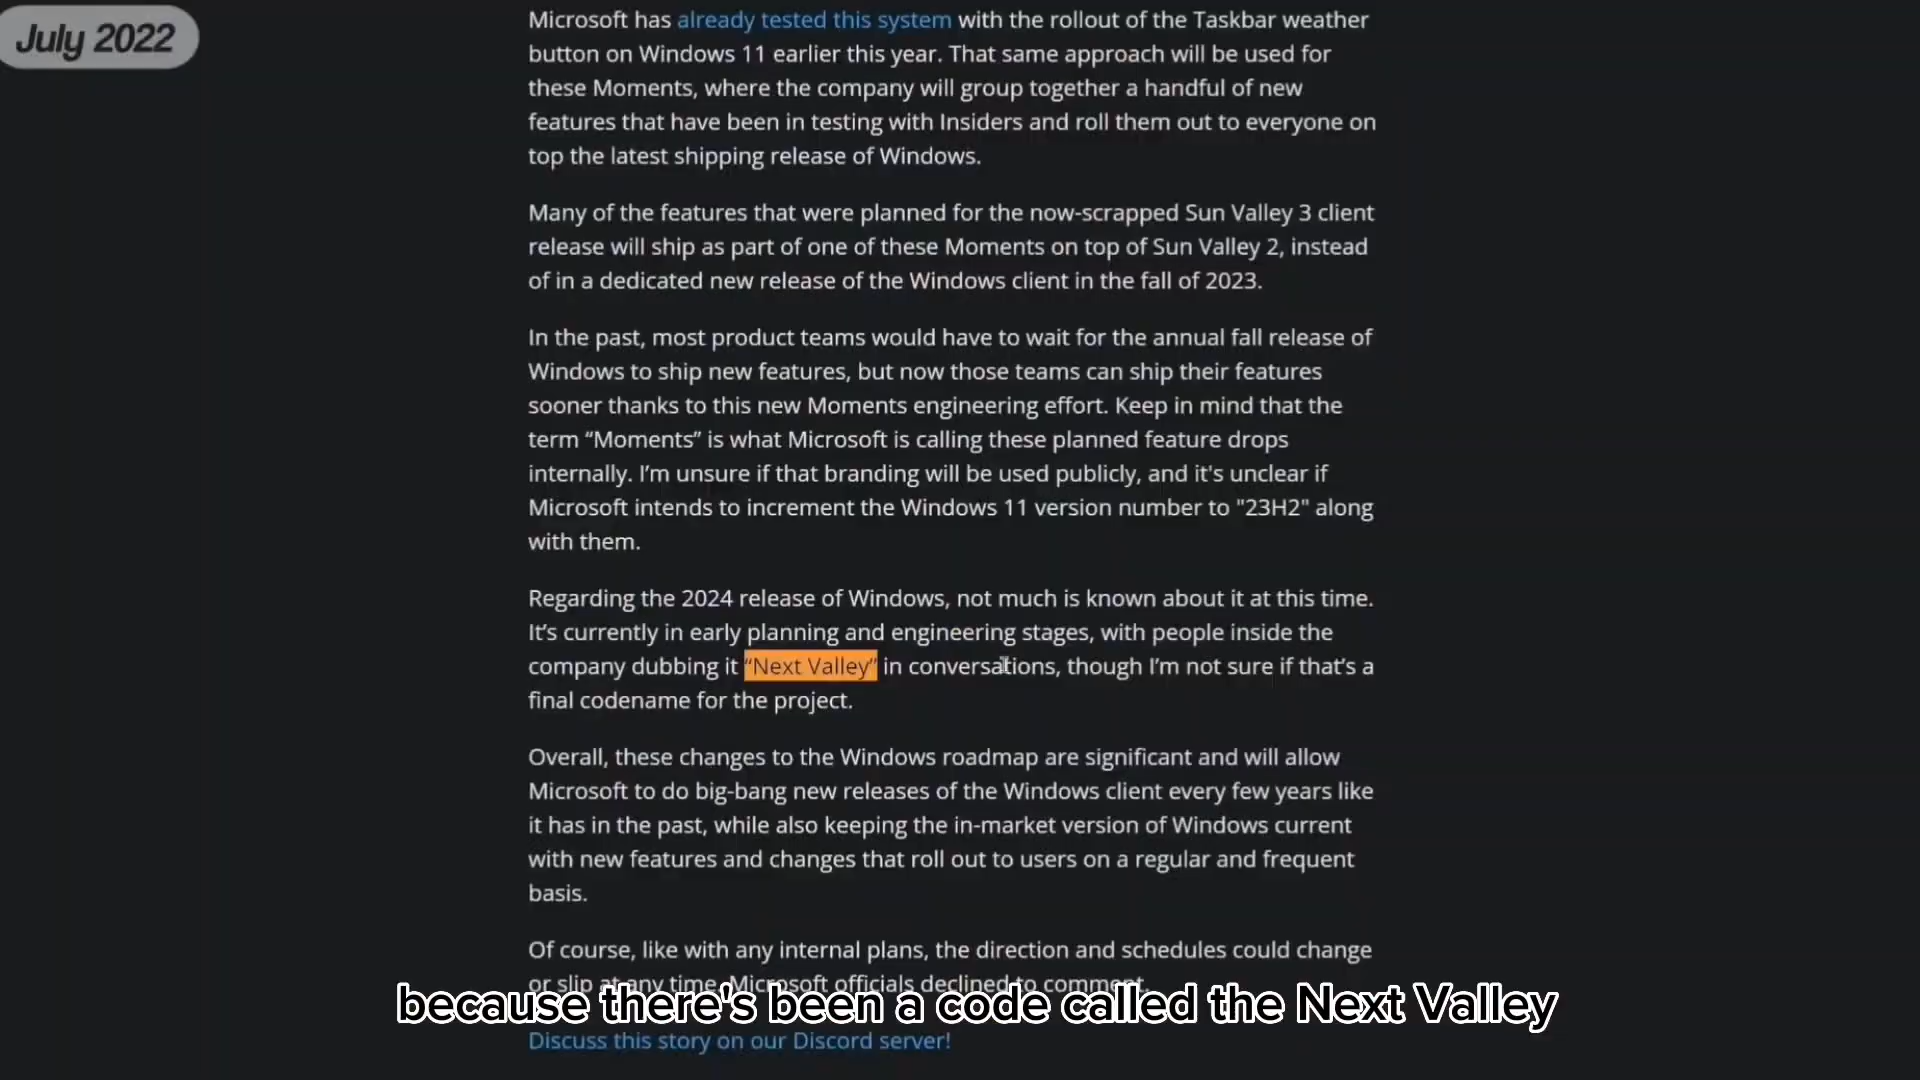 July 2022
Microsoft has already tested this system with the rollout of the Taskbar weather
button on Windows 11 earlier this year. That same approach will be used for
these Moments, where the company will group together a handful of new
features that have been in testing with Insiders and roll them out to everyone on
top the latest shipping release of Windows.
Many of the features that were planned for the now-scrapped Sun Valley 3 client
release will ship as part of one of these Moments on top of Sun Valley 2, instead
of in a dedicated new release of the Windows client in the fall of 2023.
In the past, most product teams would have to wait for the annual fall release of
Windows to ship new features, but now those teams can ship their features
sooner thanks to this new Moments engineering effort. Keep in mind that the
term “Moments” is what Microsoft is calling these planned feature drops
internally. I’m unsure if that branding will be used publicly, and it's unclear if
Microsoft intends to increment the Windows 11 version number to "23H2" along
with them.
Regarding the 2024 release of Windows, not much is known about it at this time.
It’s currently in early planning and engineering stages, with people inside the
company dubbing it “Next Valley” in conversations, though I’m not sure if that’s a
final codename for the project.
Overall, these changes to the Windows roadmap are significant and will allow
Microsoft to do big-bang new releases of the Windows client every few years like
it has in the past, while also keeping the in-market version of Windows current
with new features and changes that roll out to users on a regular and frequent
basis.
Of course, like with any internal plans, the direction and schedules could change
or slip at any time. Microsoft officials declined to comment.
because there's been a code called the Next Valley
Discuss this story on our Discord server!